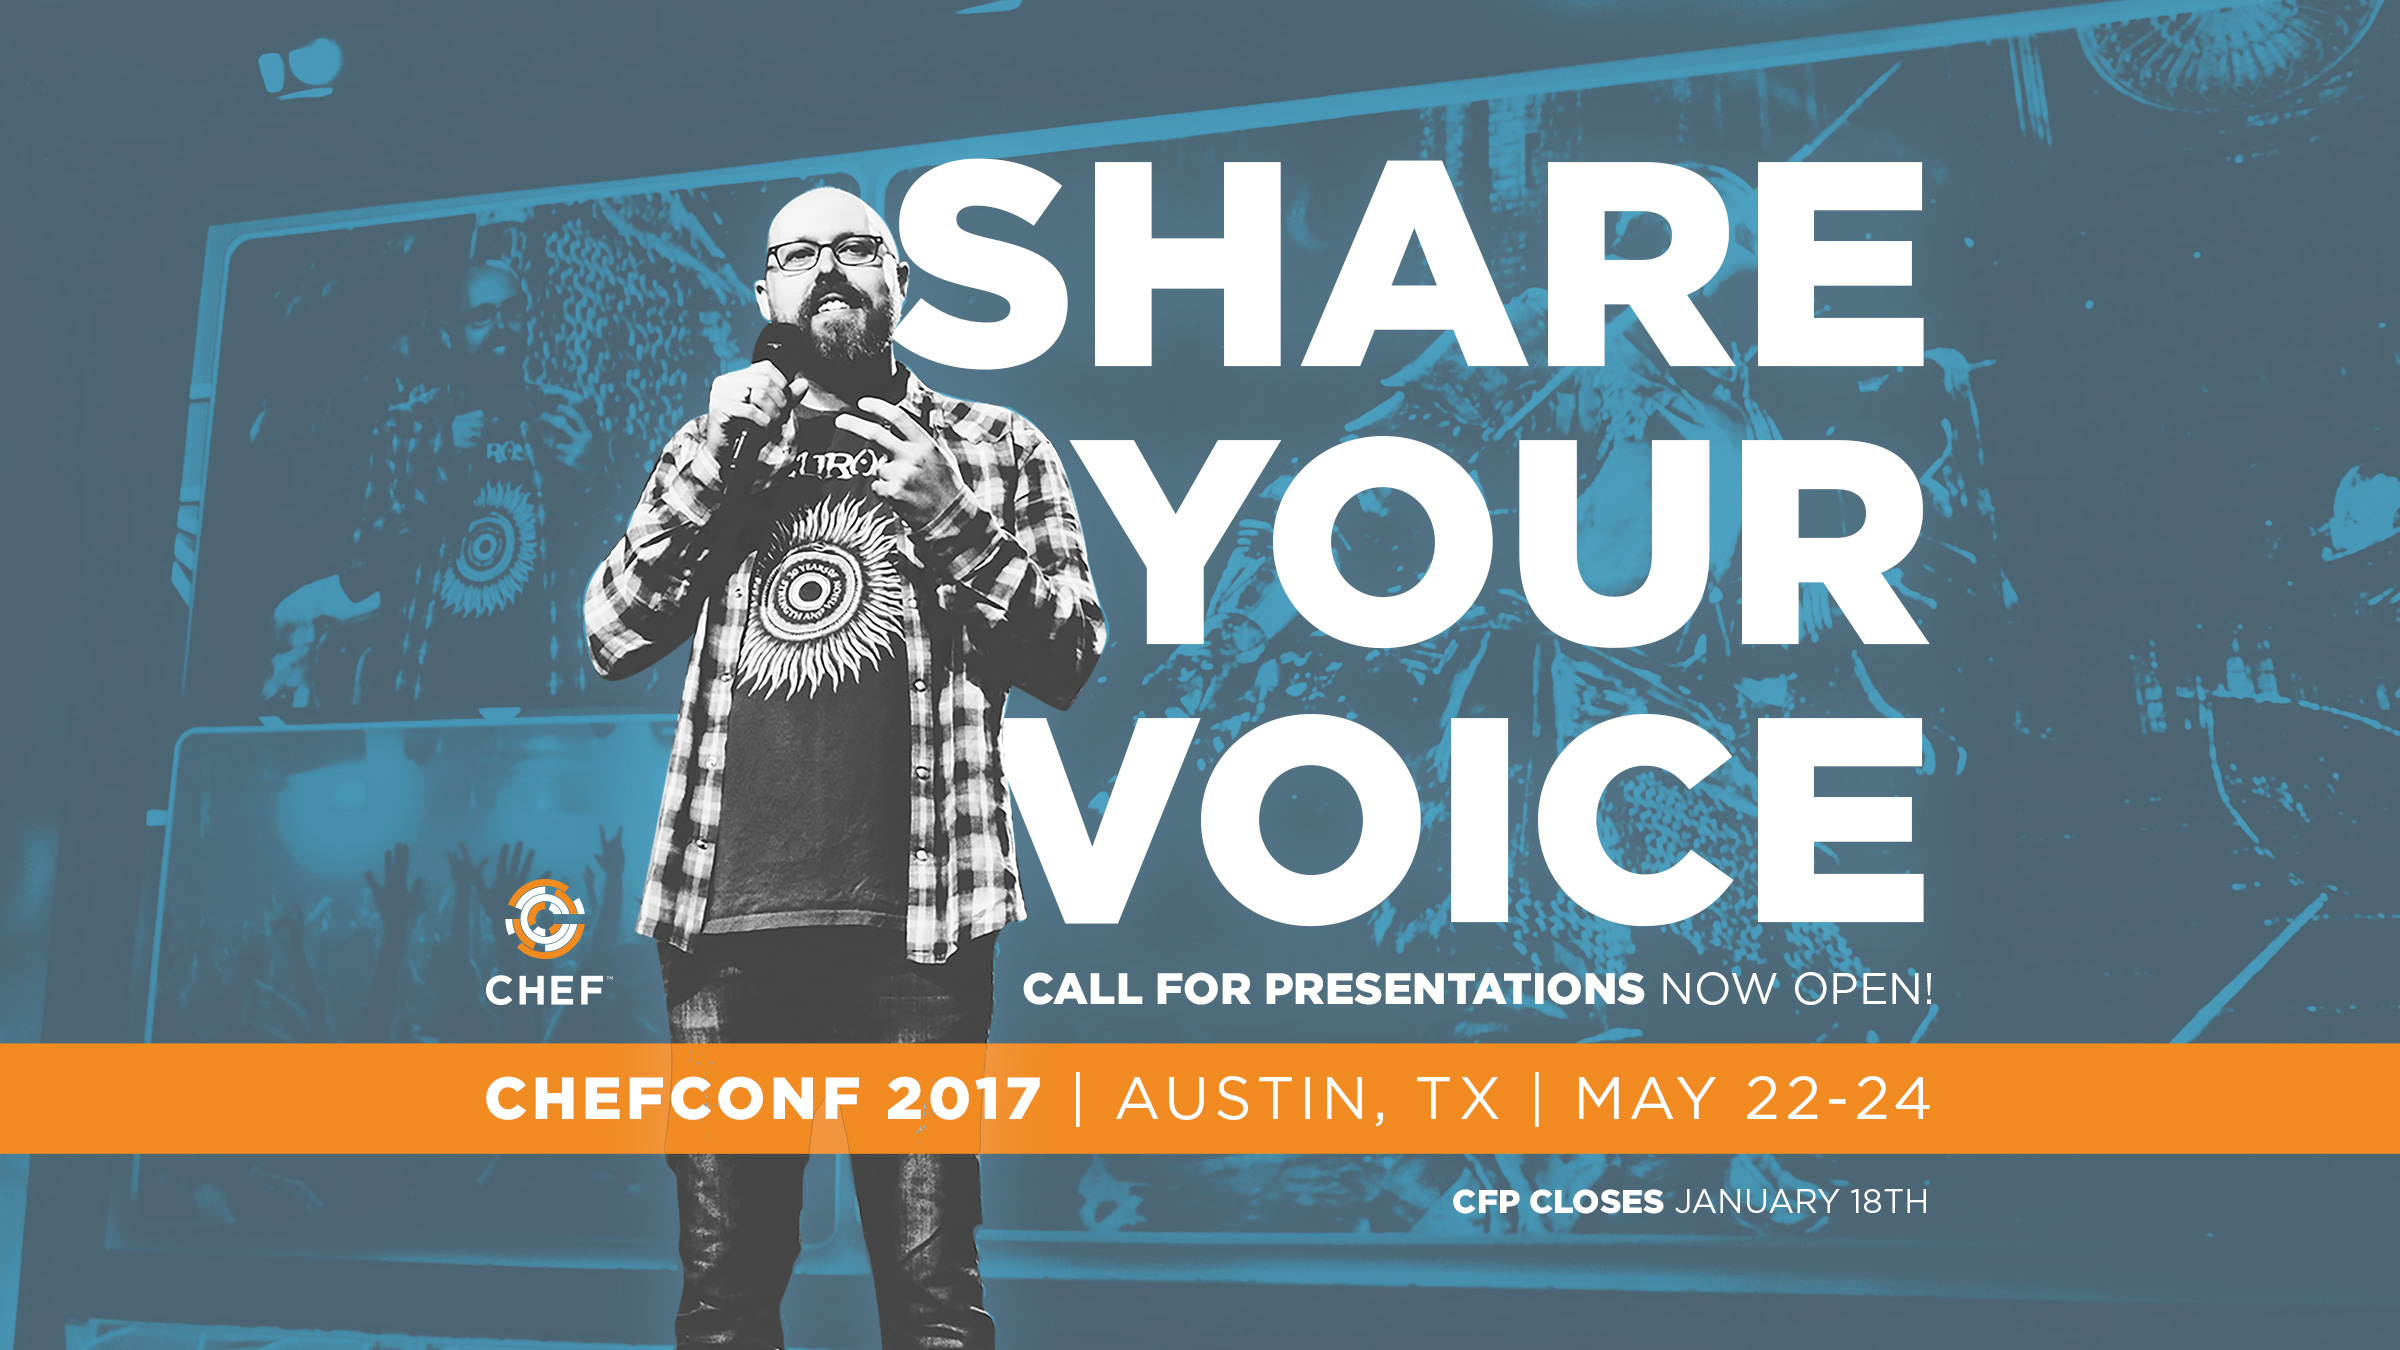 SHARE
YOUR
VOICE
CHEF™
CALL FOR PRESENTATIONS NOW OPEN!
CHEFCONF 2017 | AUSTIN, TX | MAY 22-24
CFP CLOSES JANUARY 18TH